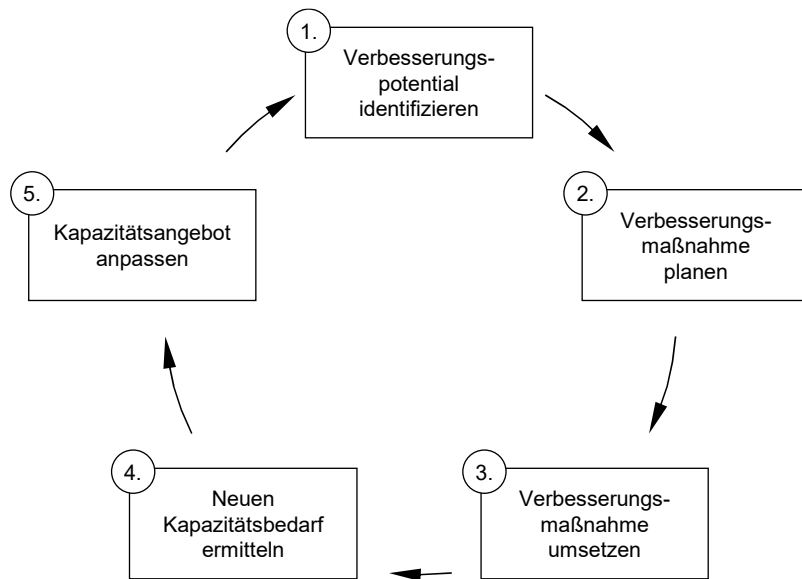 1.
Verbesserungs-
potential
identifizieren
2.
Verbesserungs-
maßnahme
planen
3.
Verbesserungs-
maßnahme
umsetzen
4.
Neuen
Kapazitätsbedarf
ermitteln
5.
Kapazitätsangebot
anpassen